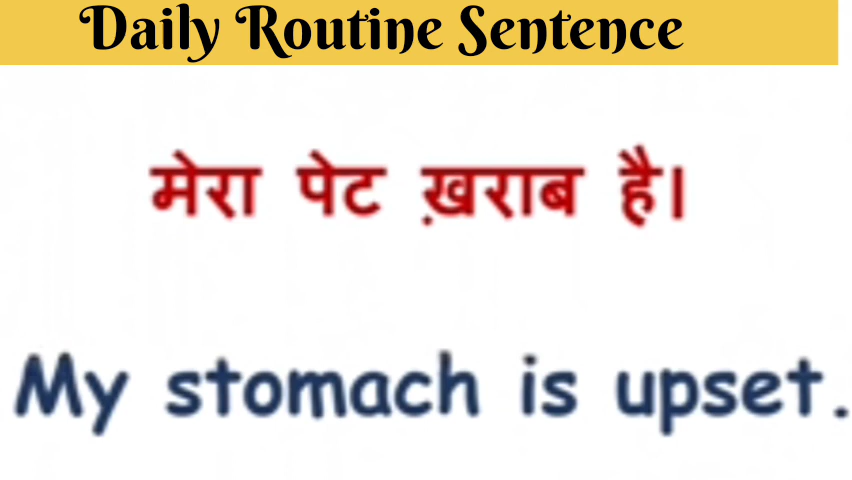 Daily Routine Sentence
मेरा पेट ख़राब है।
My stomach is upset.